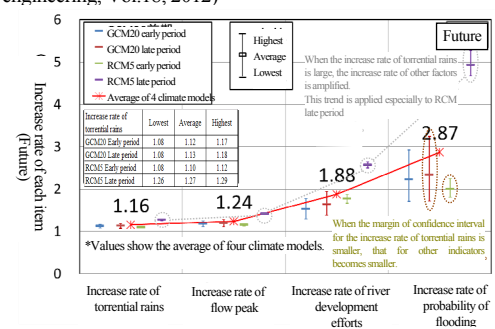 engineering, Vol.18, 2012)
6
5
4
3
2
1
0
( Increase rate of each item
(Future)
GCM20 early period
GCM20 late period
RCM5 early period
RCM5 late period
Average of 4 climate models
Highest
Average
Lowest
Future
When the increase rate of torrential rains
is large, the increase rate of other factors
is amplified.
This trend is applied especially to RCM
late period
Increase rate of
torrential rains Lowest Average Highest
GCM20 Early period 1.08 1.12 1.17
GCM20 Late period 1.08 1.13 1.18
RCM5 Early period 1.08 1.10 1.12
RCM5 Late period 1.26 1.27 1.29
1.16
1.24
1.88
2.87
When the margin of confidence interval
for the increase rate of torrential rains is
smaller, that for other indicators
becomes smaller.
*Values show the average of four climate models.
Increase rate of
torrential rains
Increase rate of
flow peak
Increase rate of river
development
efforts
Increase rate of
probability of
flooding